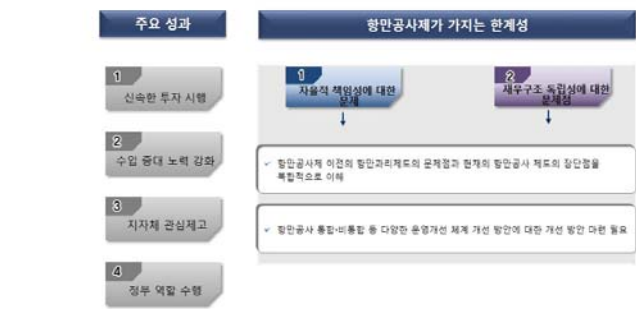 주요 성과
1
신속한 투자 시행
2
수입 증대 노력 강화
3
지자체 관심제고
4
정부 역할 수행
항만공사제가 가지는 한계성
1
자율적 책임성에 대한
문제
2
재무구조 독립성에 대한
문제점
✓ 항만공사제 이전의 항만관리제도의 문제점과 현재의 항만공사 제도의 장단점을
복합적으로 이해
✓ 항만공사 통합·비통합 등 다양한 운영개선 체계 개선 방안에 대한 개선 방안 마련 필요